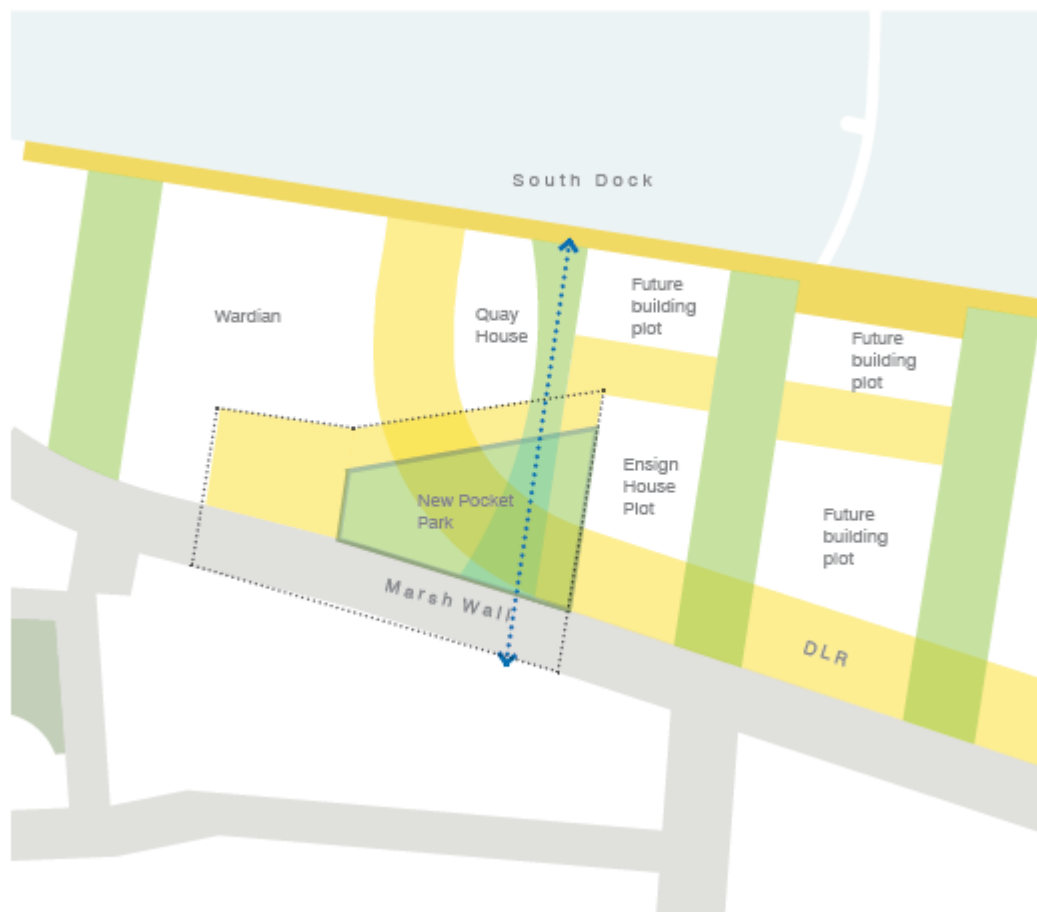 South Dock
Future
building
plot
Wardian
Quay
House
Future
building
plot
Ensign
House
Plot
New Pocket
Park
Future
building
plot
Marsh Wall
DLR